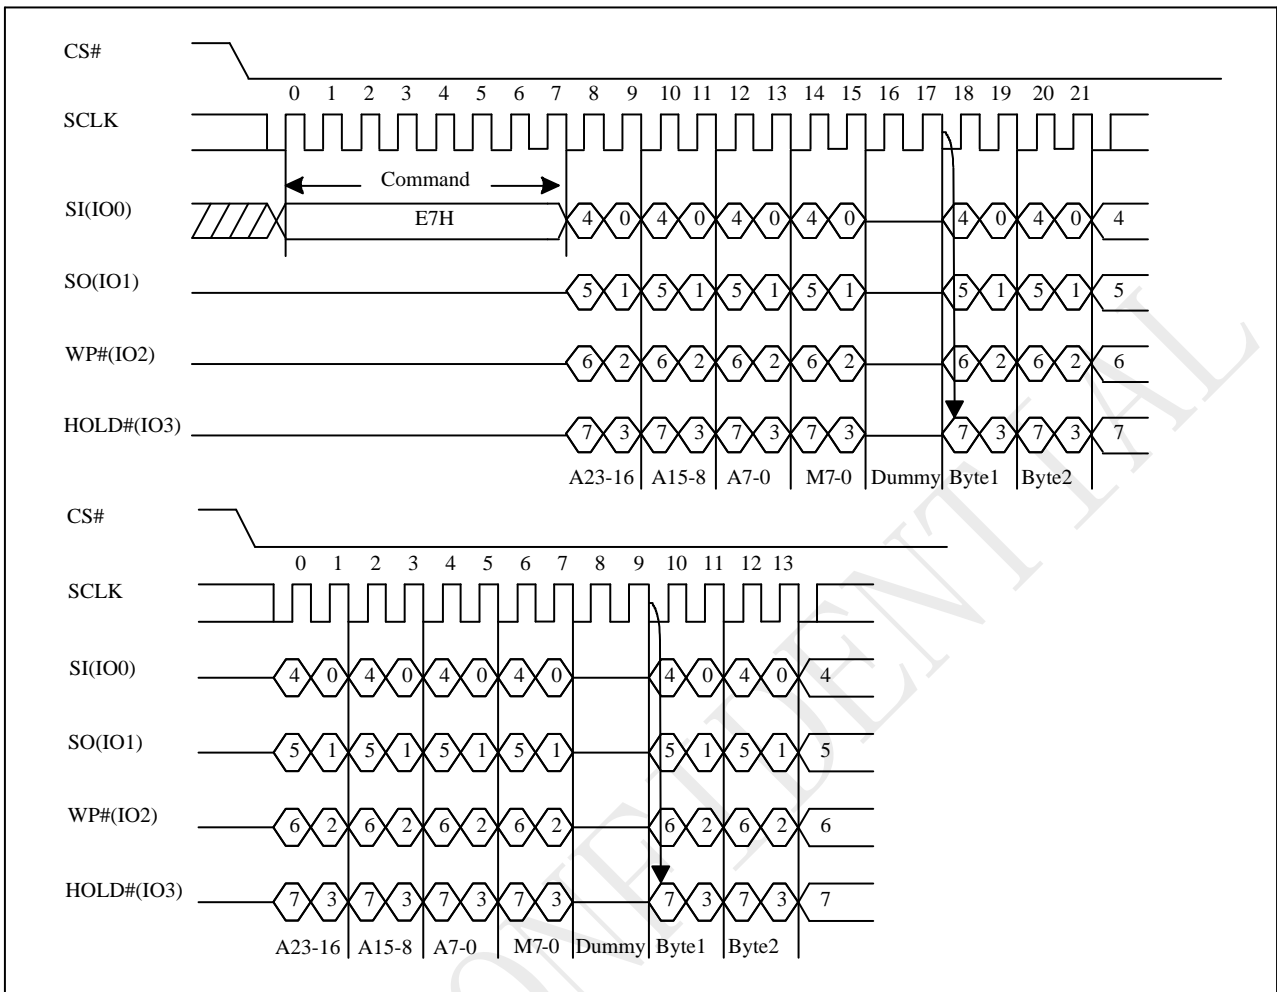 CS#
0 1 2 3 4 5 6 7 8 9 10 11 12 13 14 15 16 17 18 19 20 21
SCLK
Command
SI(IO0) E7H 4 0 4 0 4 0 4 0 4 0 4 0 4
SO(IO1) 5 1 5 1 5 1 5 1 5 1 5 1 5
WP#(IO2) 6 2 6 2 6 2 6 2 6 2 6 2 6
HOLD#(IO3) 7 3 7 3 7 3 7 3 7 3 7 3 7
A23-16 A15-8 A7-0 M7-0 Dummy Byte1 Byte2
CS#
0 1 2 3 4 5 6 7 8 9 10 11 12 13
SCLK
SI(IO0) 4 0 4 0 4 0 4 0 4 0 4 0 4
SO(IO1) 5 1 5 1 5 1 5 1 5 1 5 1 5
WP#(IO2) 6 2 6 2 6 2 6 2 6 2 6 2 6
HOLD#(IO3) 7 3 7 3 7 3 7 3 7 3 7 3 7
A23-16 A15-8 A7-0 M7-0 Dummy Byte1 Byte2
ONFIDENTIAL